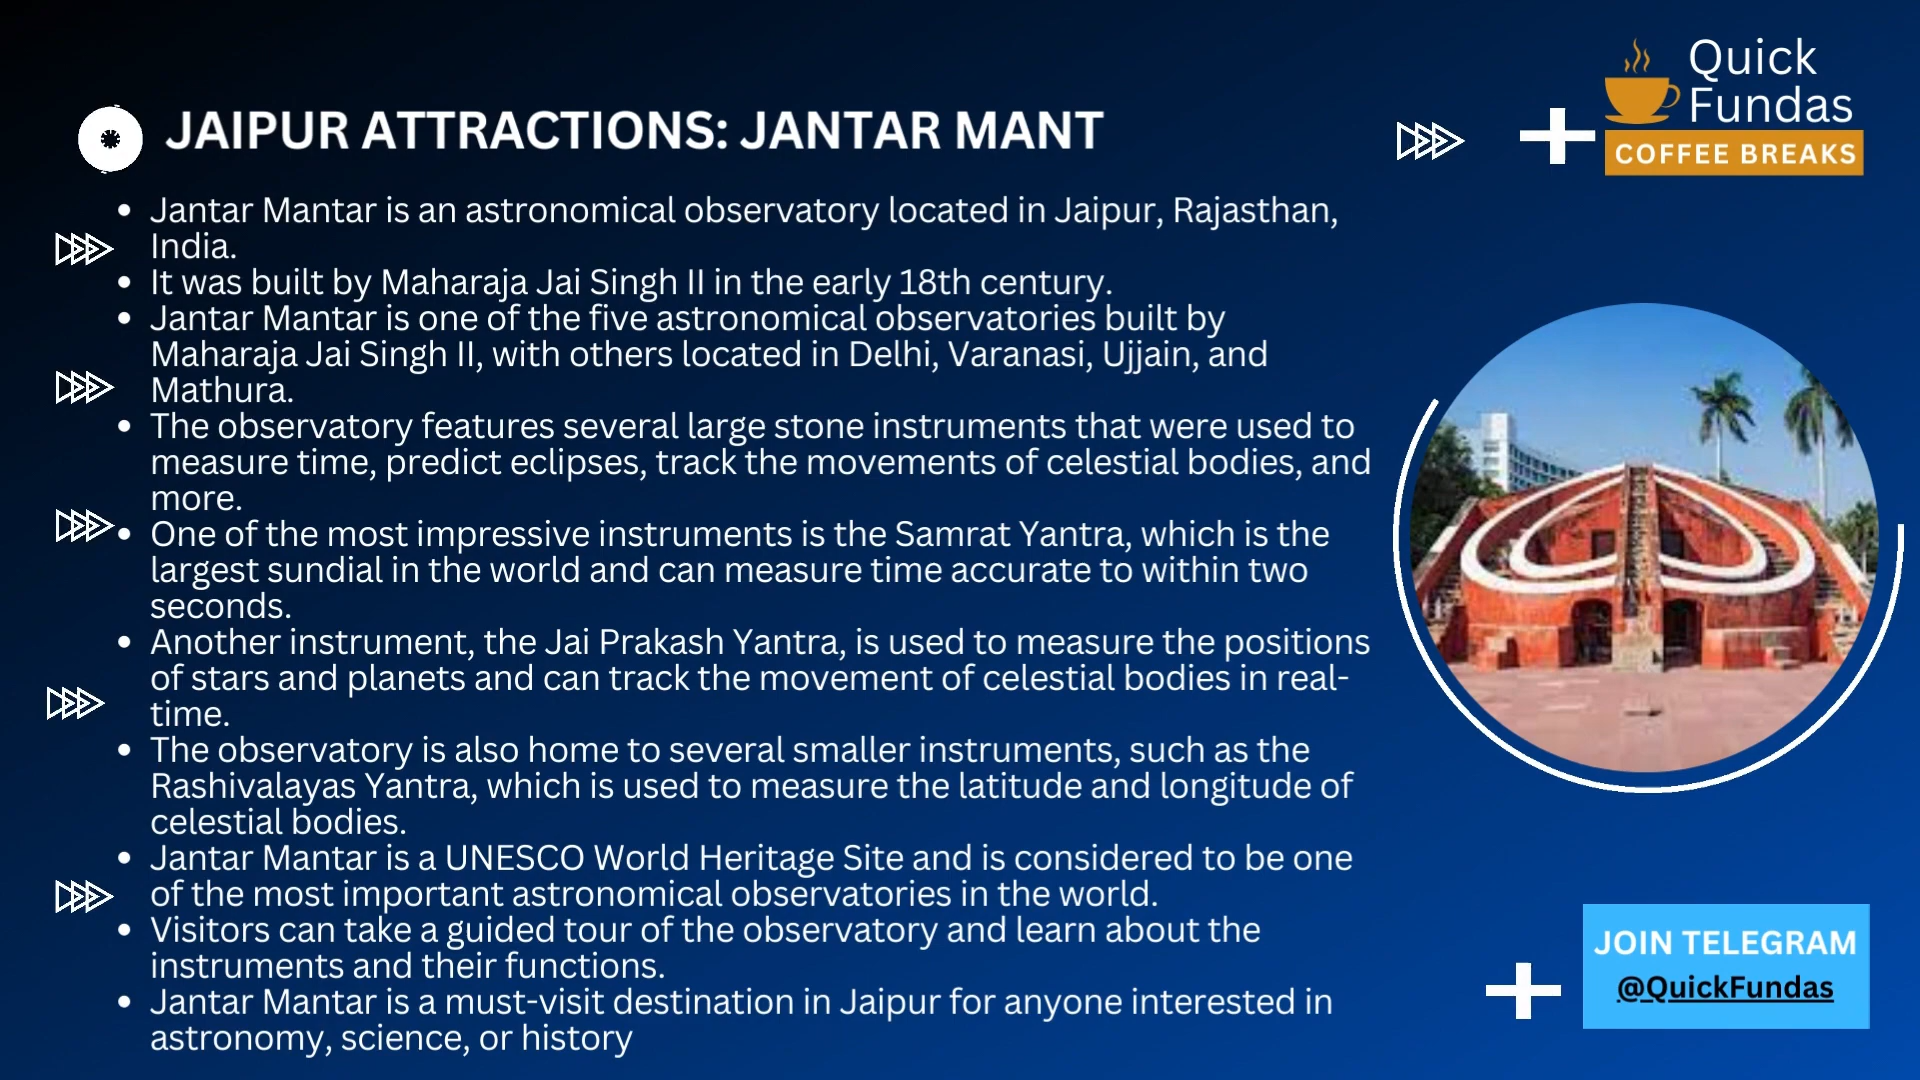 Quick
Fundas
COFFEE BREAKS
JAIPUR ATTRACTIONS: JANTAR MANT
Jantar Mantar is an astronomical observatory located in Jaipur, Rajasthan,
India.
It was built by Maharaja Jai Singh II in the early 18th century.
Jantar Mantar is one of the five astronomical observatories built by
Maharaja Jai Singh II, with others located in Delhi, Varanasi, Ujjain, and
Mathura.
The observatory features several large stone instruments that were used to
measure time, predict eclipses, track the movements of celestial bodies, and
more.
One of the most impressive instruments is the Samrat Yantra, which is the
largest sundial in the world and can measure time accurate to within two
seconds.
Another instrument, the Jai Prakash Yantra, is used to measure the positions
of stars and planets and can track the movement of celestial bodies in real-
time.
The observatory is also home to several smaller instruments, such as the
Rashivalayas Yantra, which is used to measure the latitude and longitude of
celestial bodies.
Jantar Mantar is a UNESCO World Heritage Site and is considered to be one
of the most important astronomical observatories in the world.
Visitors can take a guided tour of the observatory and learn about the
instruments and their functions.
Jantar Mantar is a must-visit destination in Jaipur for anyone interested in
astronomy, science, or history
JOIN TELEGRAM
@QuickFundas